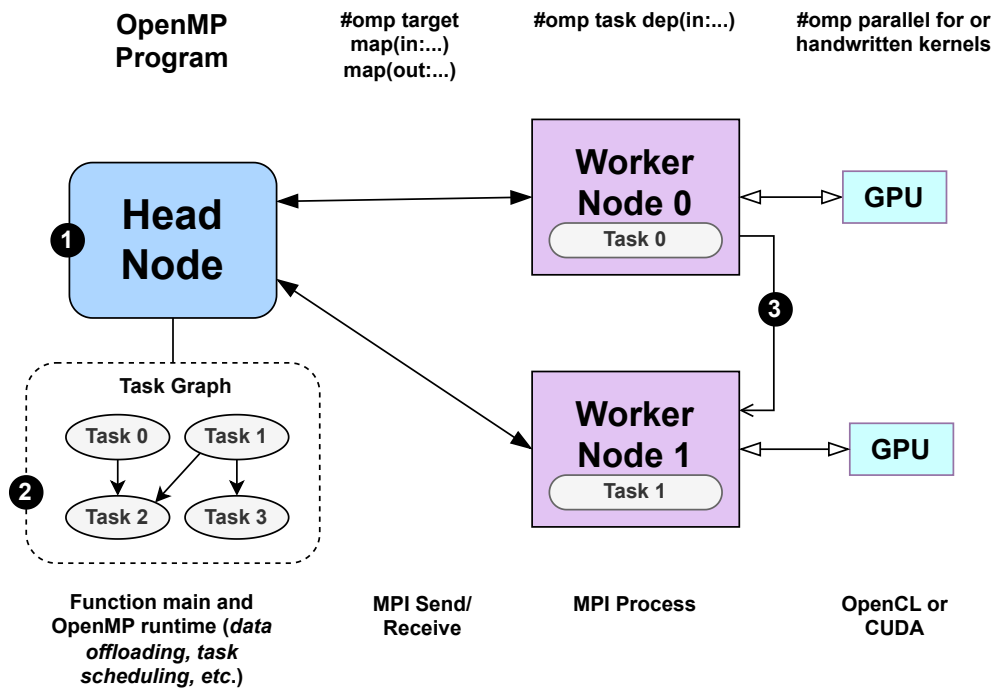 OpenMP
Program
#omp target
map(in:...)
map(out:...)
#omp task dep(in:...)
#omp parallel for or
handwritten kernels
1
Head
Node
Worker
Node 0
Task 0
GPU
3
Worker
Node 1
Task 1
GPU
2
Task Graph
Task 0
Task 1
Task 2
Task 3
Function main and
OpenMP runtime (data
offloading, task
scheduling, etc.)
MPI Send/
Receive
MPI Process
OpenCL or
CUDA